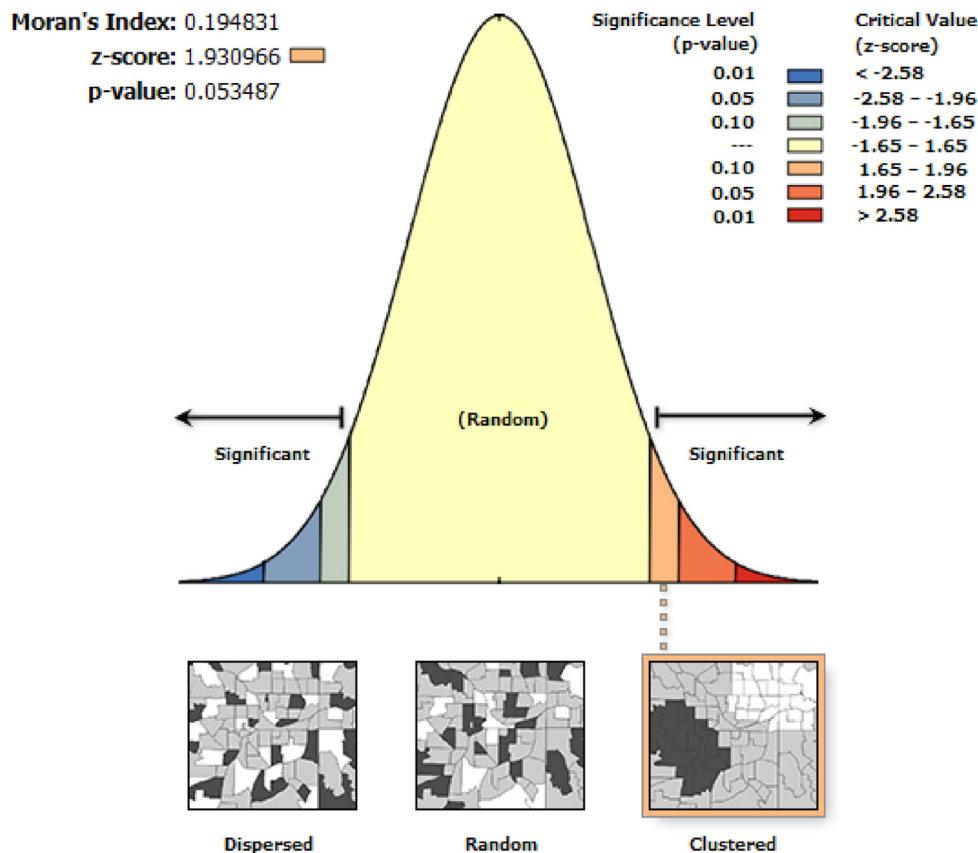 Moran's Index: 0.194831
z-score: 1.930966
p-value: 0.053487
Significance Level (p-value)
Critical Value (z-score)
0.01 < -2.58
0.05 -2.58 – -1.96
0.10 -1.96 – -1.65
--- -1.65 – 1.65
0.10 1.65 – 1.96
0.05 1.96 – 2.58
0.01 > 2.58
(Random)
Significant Significant
Dispersed Random Clustered